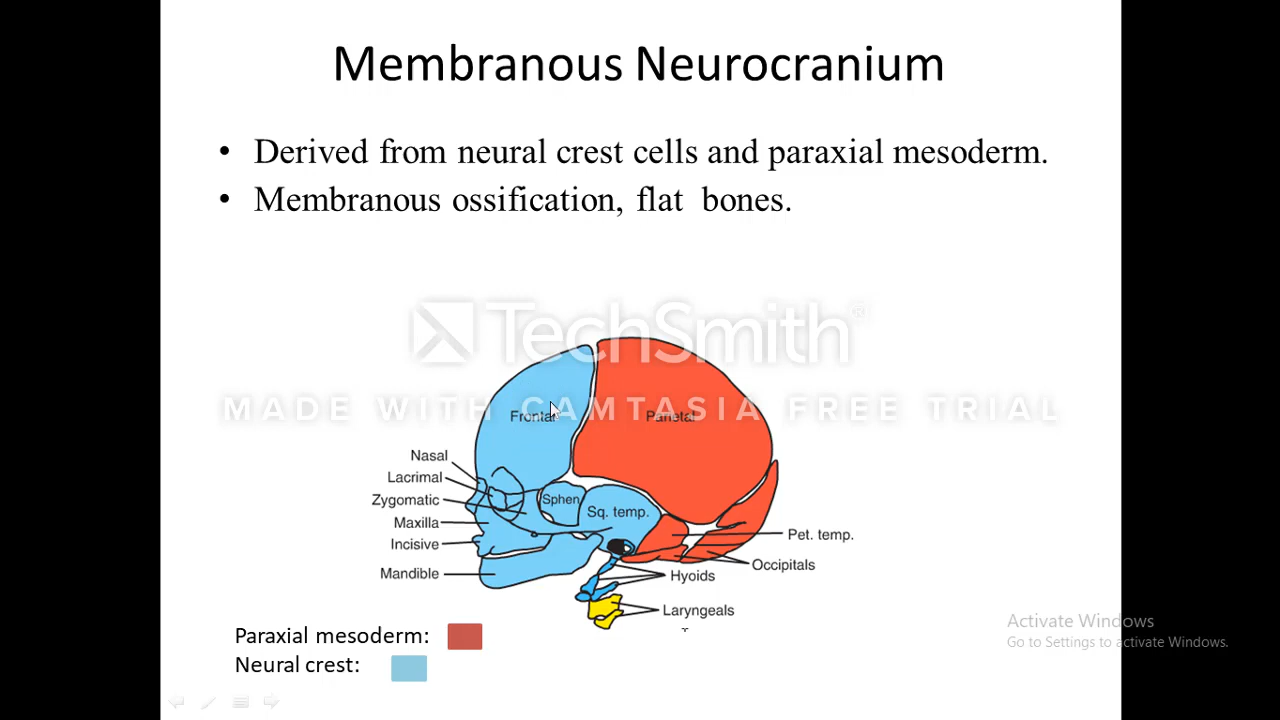 Membranous Neurocranium
• Derived from neural crest cells and paraxial mesoderm.
• Membranous ossification, flat bones.
TechSmith®
MADE WITH CAMTASIA FREE TRIAL
Frontal
Parietal
Nasal
Lacrimal
Zygomatic
Maxilla
Incisive
Mandible
Sphen
Sq. temp.
Pet. temp.
Occipitals
Hyoids
Laryngeals
Paraxial mesoderm:
Neural crest:
Activate Windows
Go to Settings to activate Windows.